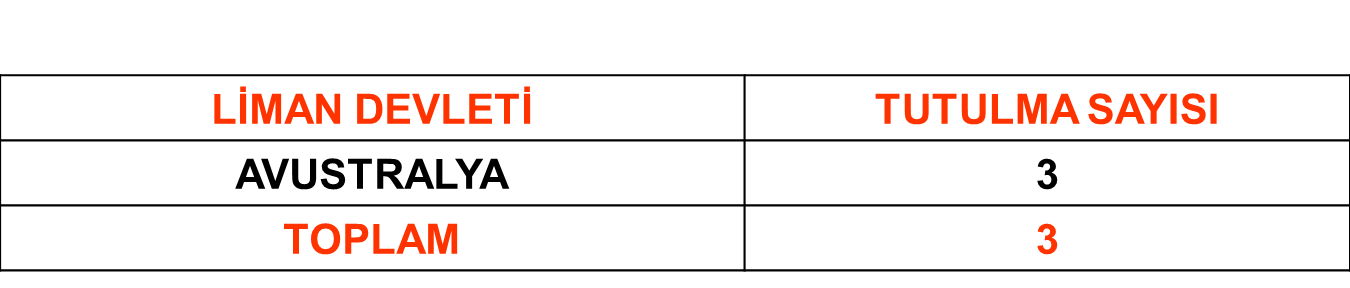 LİMAN DEVLETİ TUTULMA SAYISI
AVUSTRALYA 3
TOPLAM 3